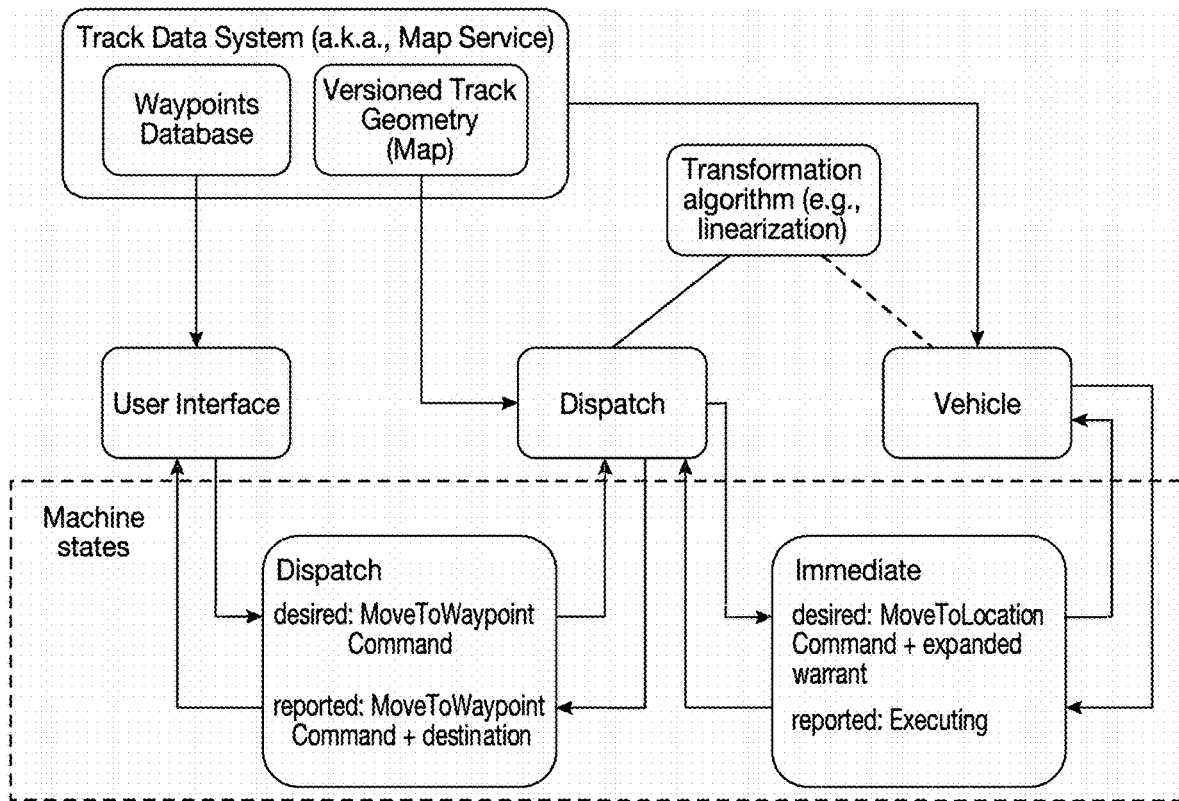 Track Data System (a.k.a., Map Service)
Waypoints
Database
Versioned Track
Geometry
(Map)
Transformation
algorithm (e.g.,
linearization)
User Interface
Dispatch
Vehicle
Machine
states
Dispatch
desired: MoveToWaypoint
Command
reported: MoveToWaypoint
Command + destination
Immediate
desired: MoveToLocation
Command + expanded
warrant
reported: Executing